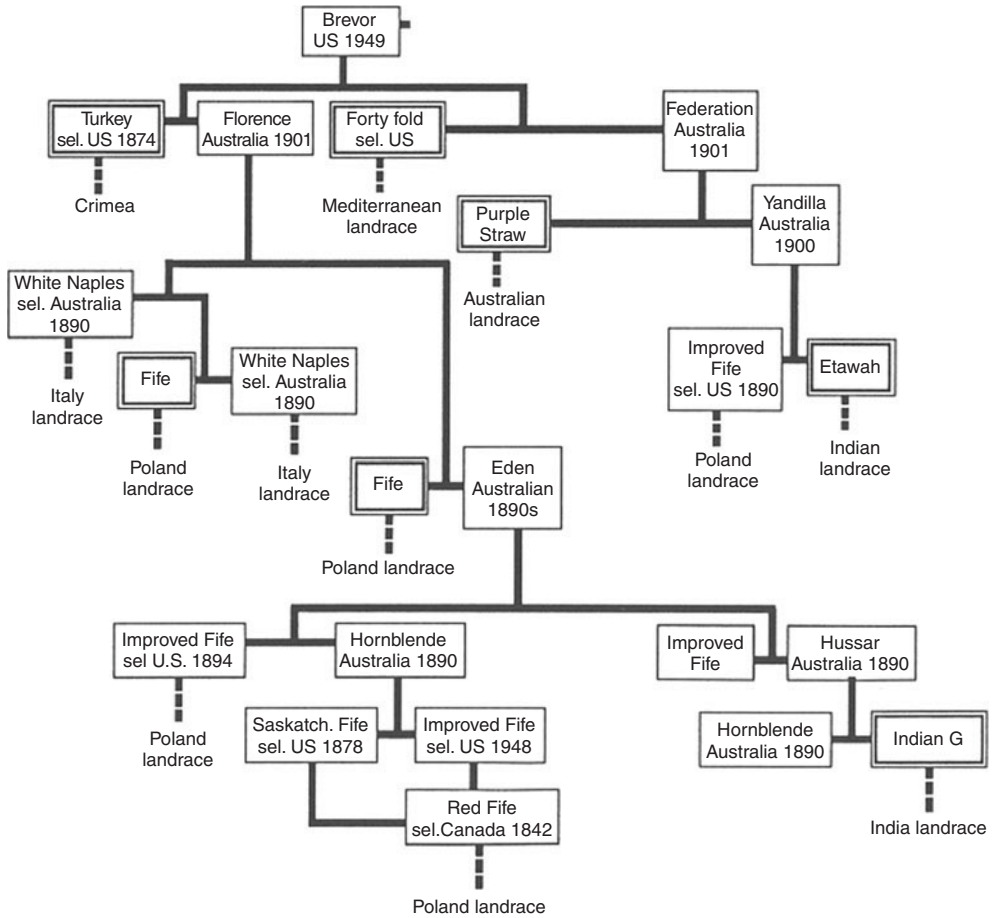 Brevor
US 1949
Turkey
sel. US 1874
Florence
Australia 1901
Forty fold
sel. US
Federation
Australia
1901
Crimea
Mediterranean
landrace
Purple
Straw
Yandilla
Australia
1900
Australian
landrace
White Naples
sel. Australia
1890
Fife
White Naples
sel. Australia
1890
Improved
Fife
sel. US 1890
Etawah
Italy
landrace
Poland
landrace
Italy
landrace
Poland
landrace
Indian
landrace
Fife
Eden
Australian
1890s
Poland landrace
Improved Fife
sel U.S. 1894
Hornblende
Australia 1890
Improved
Fife
Hussar
Australia 1890
Poland
landrace
Saskatch. Fife
sel. US 1878
Improved Fife
sel. US 1948
Hornblende
Australia 1890
Indian G
Red Fife
sel.Canada 1842
India landrace
Poland landrace